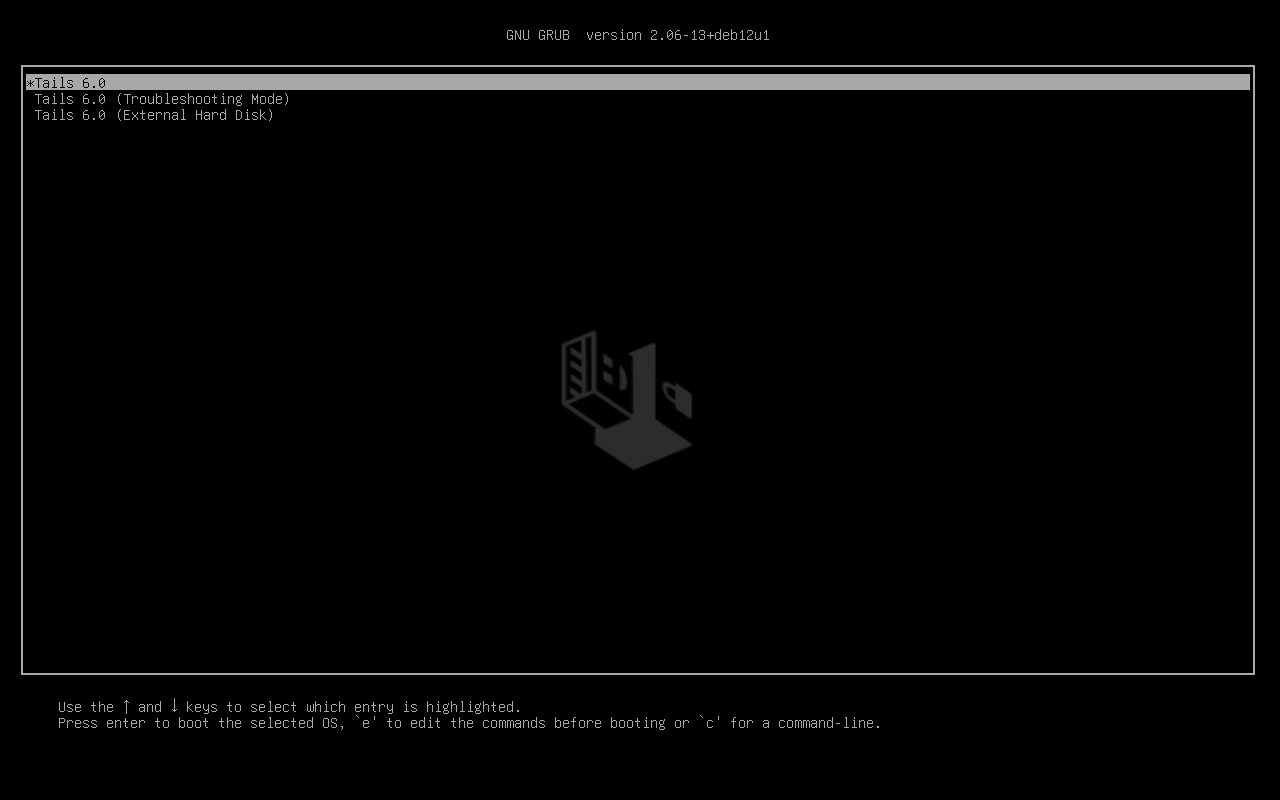 GNU GRUB  version 2.06-13+deb12u1
*Tails 6.0
Tails 6.0 (Troubleshooting Mode)
Tails 6.0 (External Hard Disk)
Use the ↑ and ↓ keys to select which entry is highlighted.
Press enter to boot the selected OS, `e' to edit the commands before booting or `c' for a command-line.